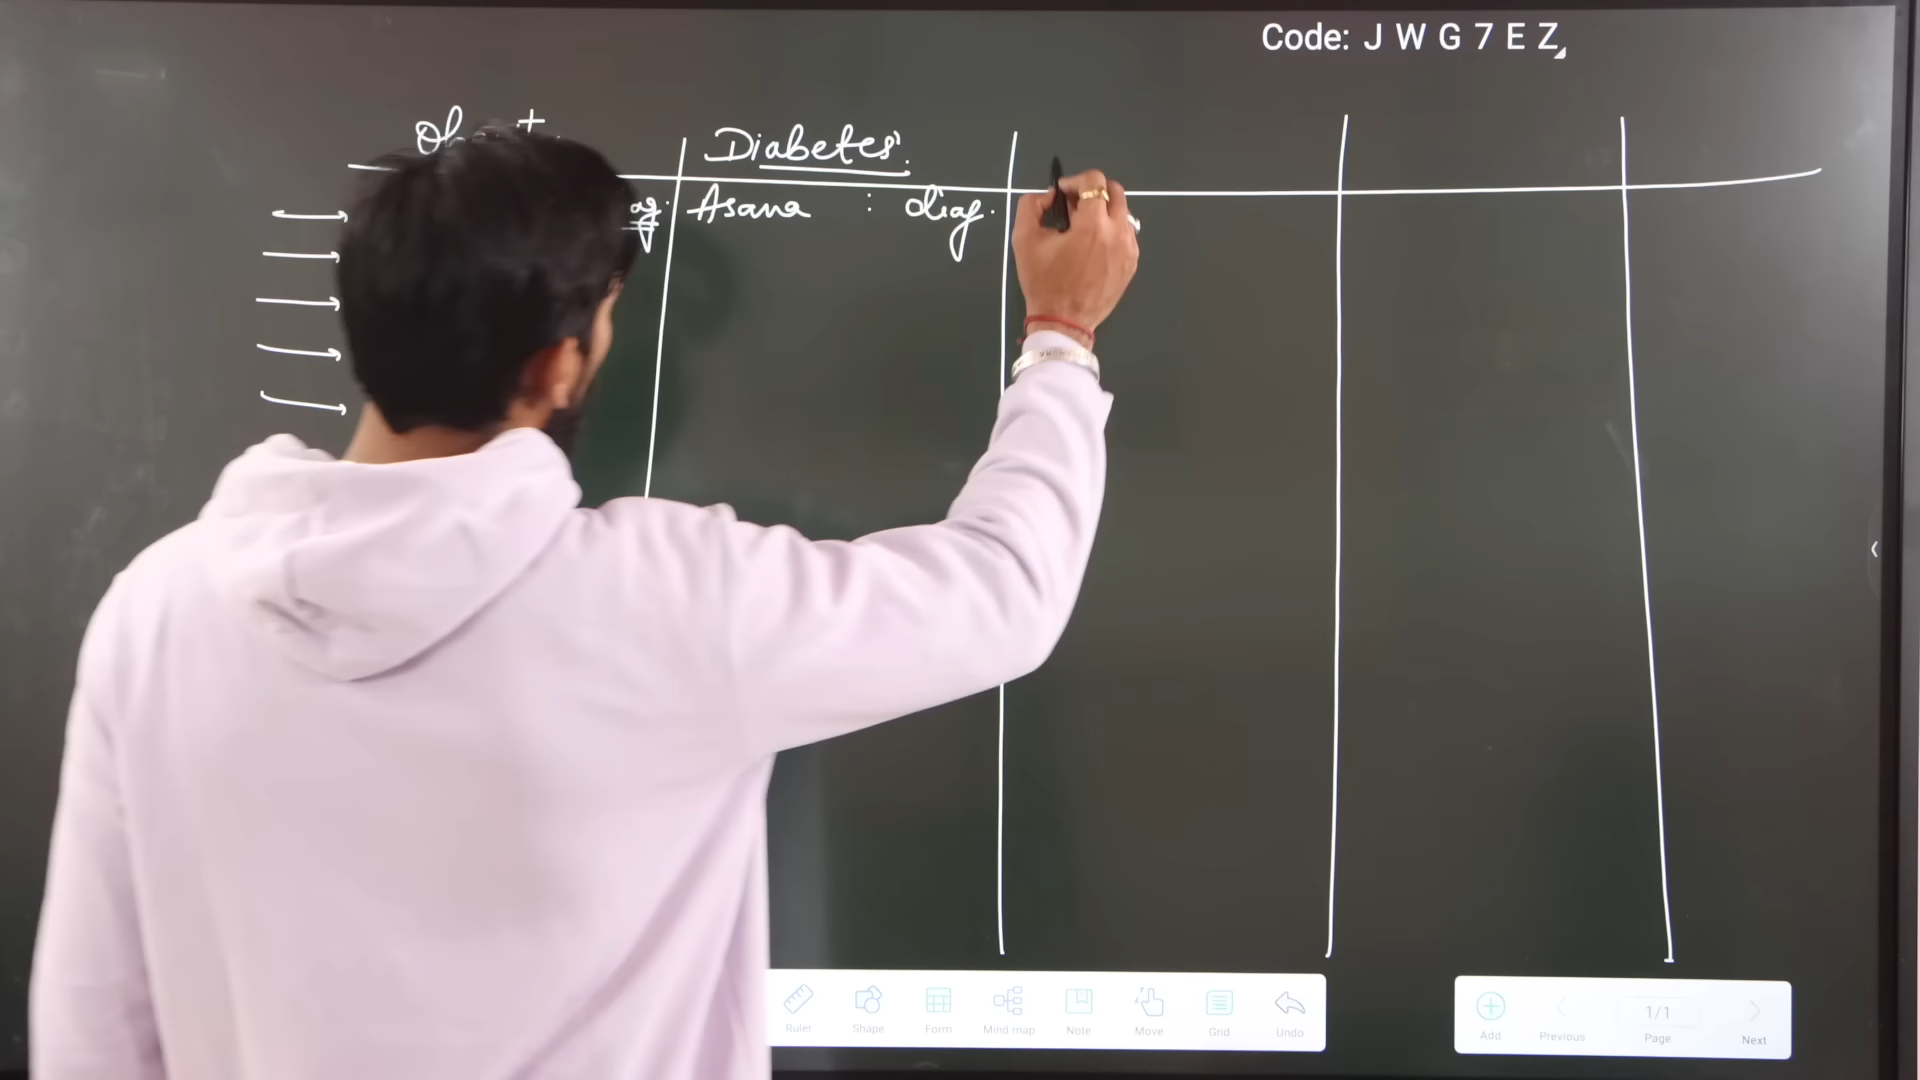 Code: J W G 7 E Z
Diabetes.
Asana : diag.
Ruler Shape Form Mind map Note Move Grid Undo
Add Previous 1/1 Page Next